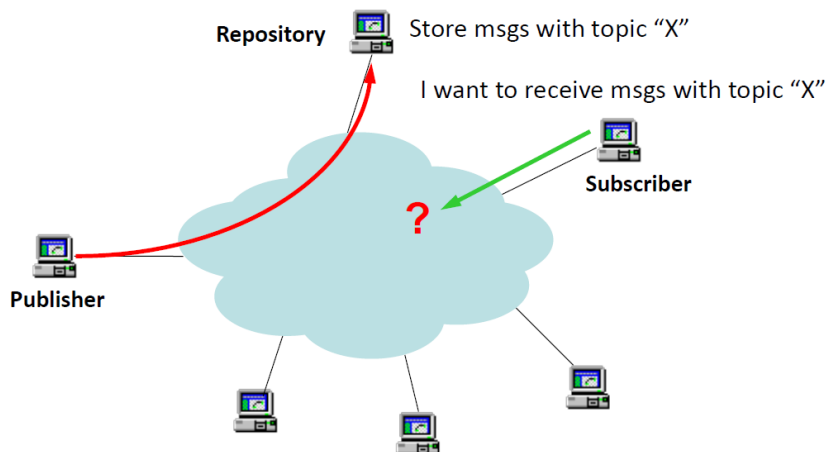 Repository
Store msgs with topic “X”
I want to receive msgs with topic “X”
Subscriber
?
Publisher